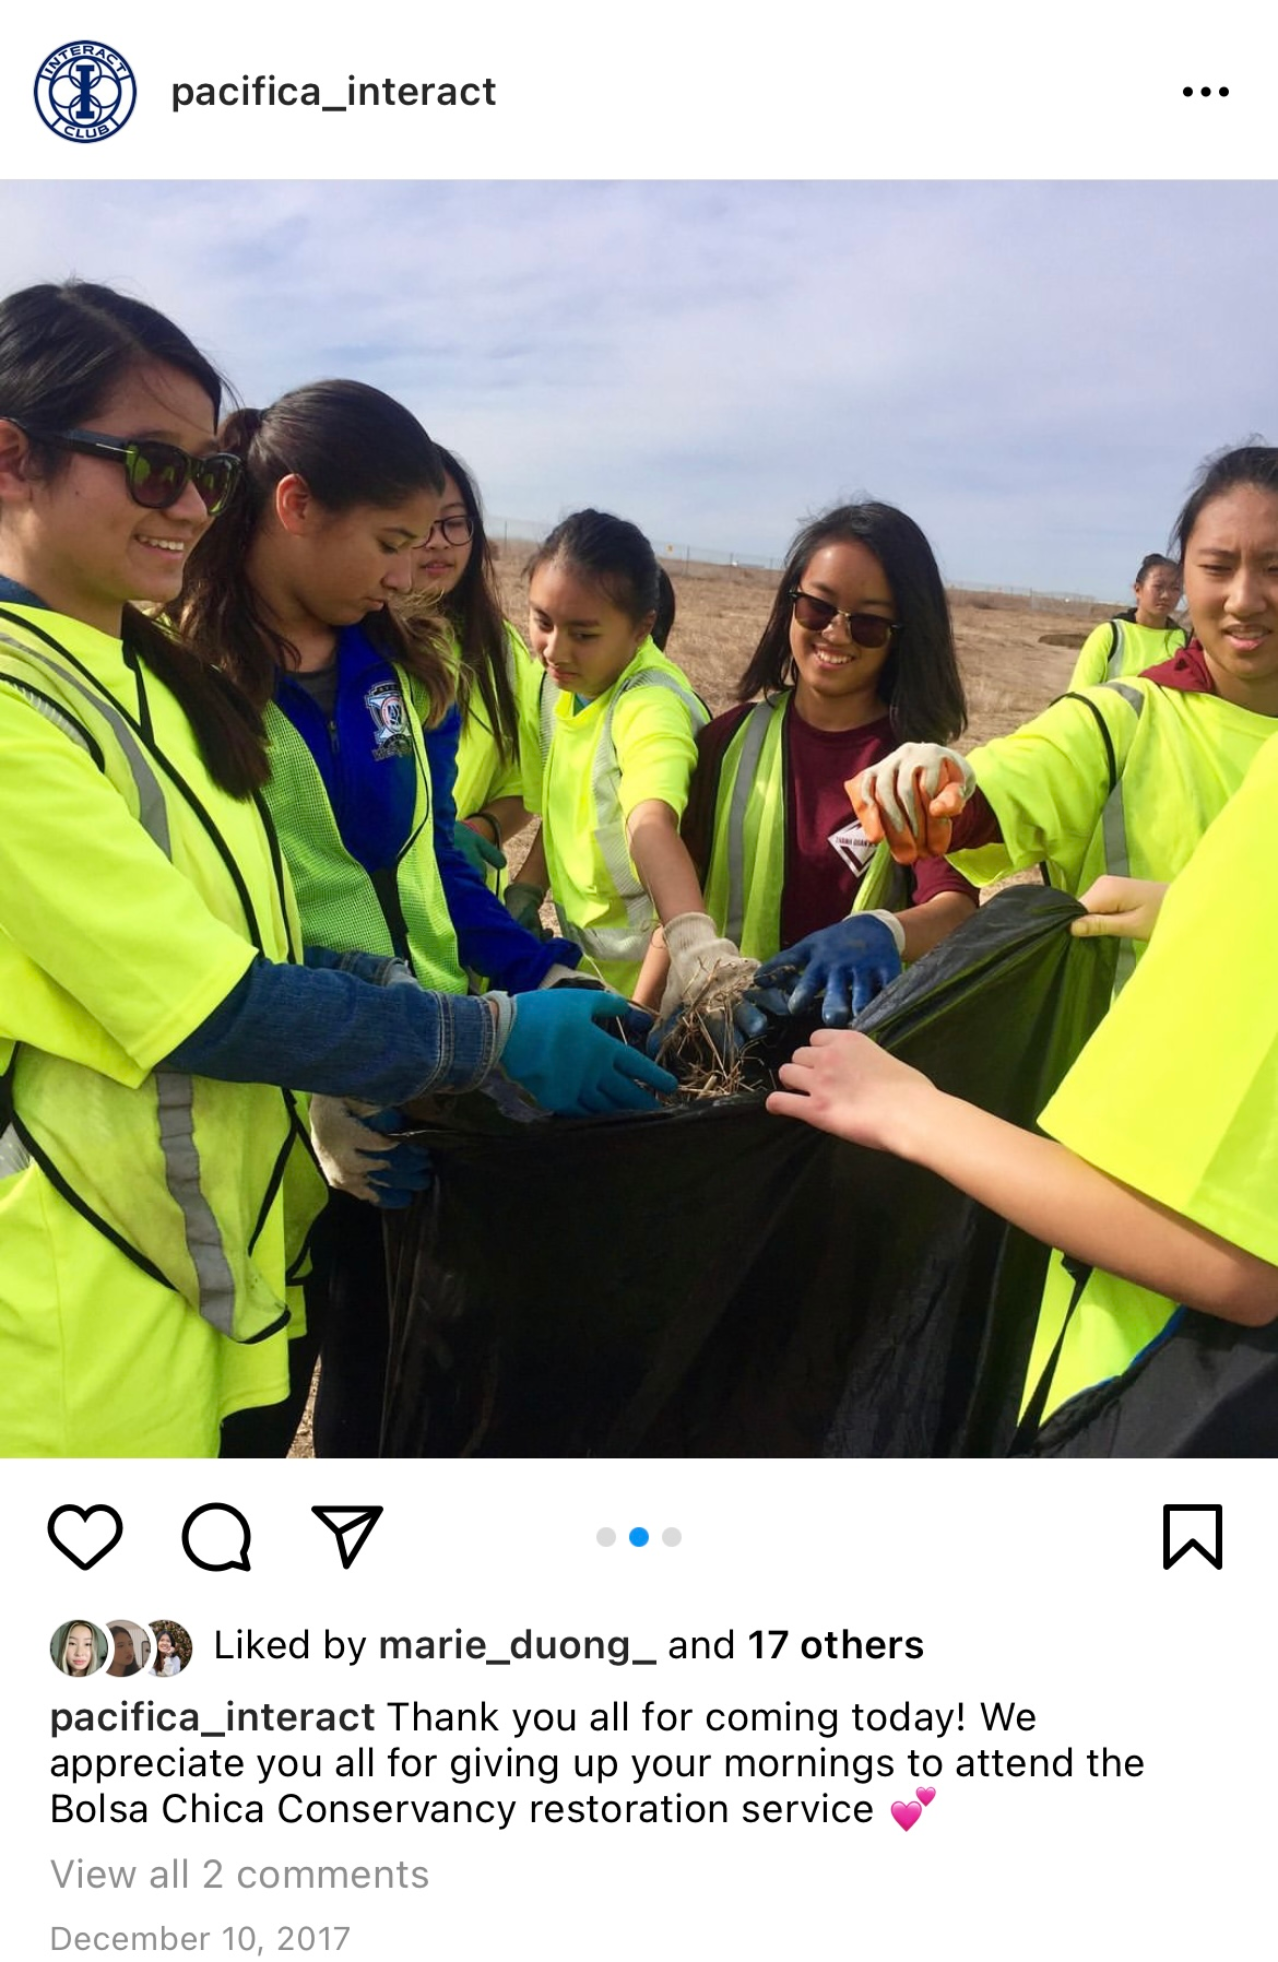 INTERACT
CLUB
pacifica_interact
Liked by marie_duong_ and 17 others
pacifica_interact Thank you all for coming today! We
appreciate you all for giving up your mornings to attend the
Bolsa Chica Conservancy restoration service 💕
View all 2 comments
December 10, 2017